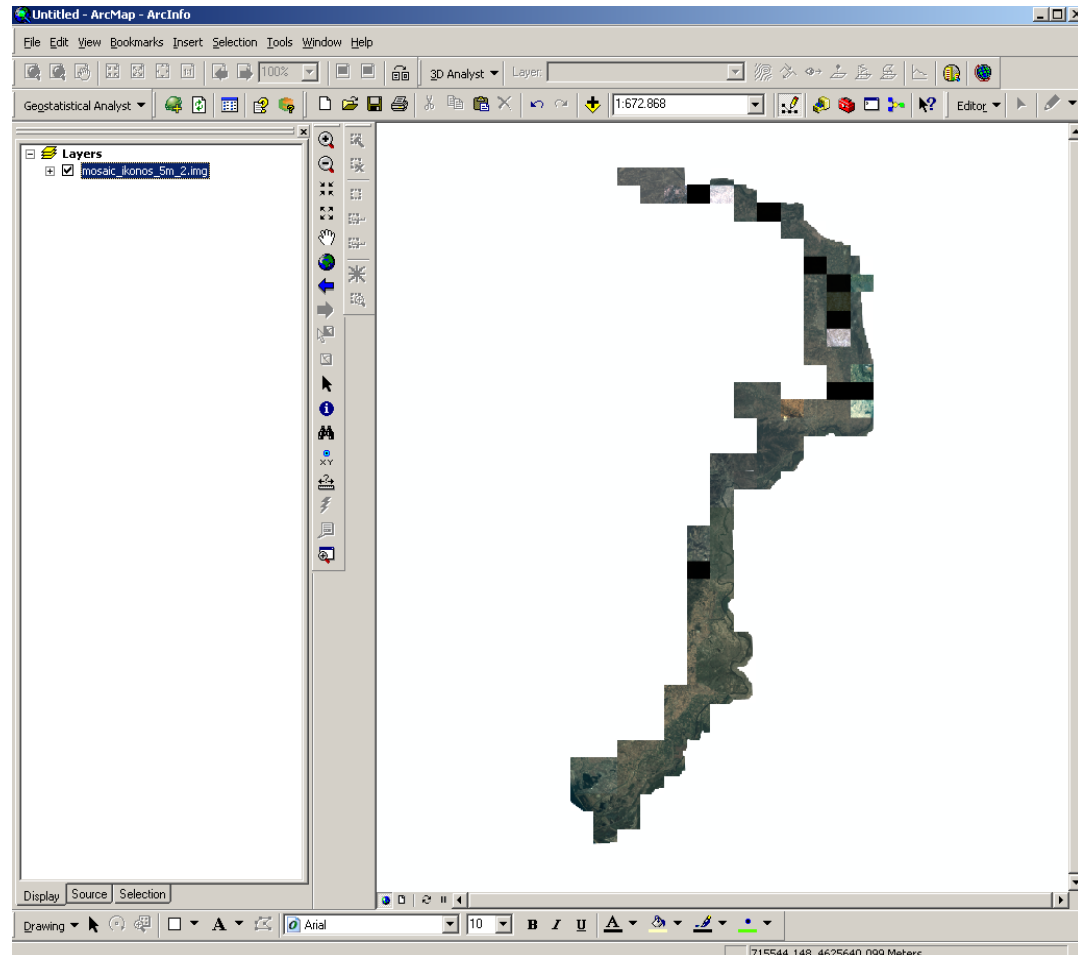 Untitled - ArcMap - ArcInfo
File Edit View Bookmarks Insert Selection Tools Window Help
100% 3D Analyst Layer:
Geostatistical Analyst 1:672.868 Editor
Layers
mosaic_ikonos_5m_2.img
XY
Display Source Selection
Drawing A Arial 10 B I U A
715544,148 4625640,099 Meters